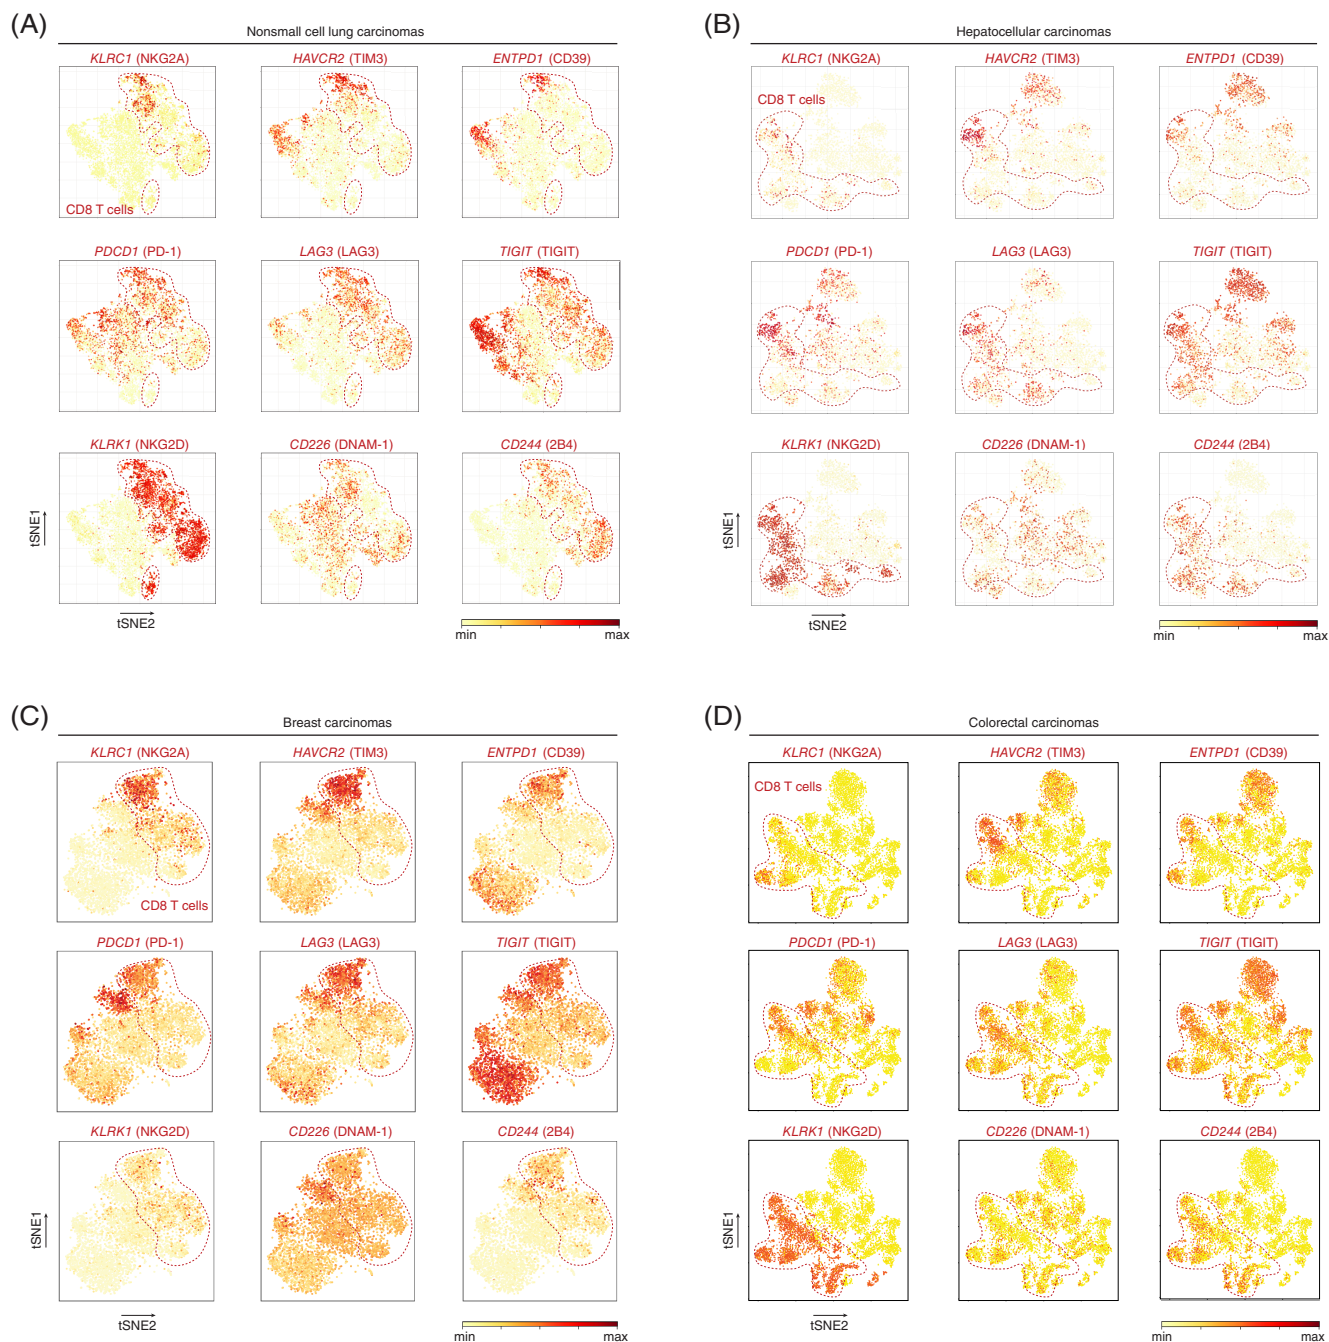 (A)
Nonsmall cell lung carcinomas
KLRC1 (NKG2A)
HAVCR2 (TIM3)
ENTPD1 (CD39)
CD8 T cells
PDCD1 (PD-1)
LAG3 (LAG3)
TIGIT (TIGIT)
KLRK1 (NKG2D)
CD226 (DNAM-1)
CD244 (2B4)
tSNE1
tSNE2
min
max
(B)
Hepatocellular carcinomas
KLRC1 (NKG2A)
HAVCR2 (TIM3)
ENTPD1 (CD39)
CD8 T cells
PDCD1 (PD-1)
LAG3 (LAG3)
TIGIT (TIGIT)
KLRK1 (NKG2D)
CD226 (DNAM-1)
CD244 (2B4)
tSNE1
tSNE2
min
max
(C)
Breast carcinomas
KLRC1 (NKG2A)
HAVCR2 (TIM3)
ENTPD1 (CD39)
CD8 T cells
PDCD1 (PD-1)
LAG3 (LAG3)
TIGIT (TIGIT)
KLRK1 (NKG2D)
CD226 (DNAM-1)
CD244 (2B4)
tSNE1
tSNE2
min
max
(D)
Colorectal carcinomas
KLRC1 (NKG2A)
HAVCR2 (TIM3)
ENTPD1 (CD39)
CD8 T cells
PDCD1 (PD-1)
LAG3 (LAG3)
TIGIT (TIGIT)
KLRK1 (NKG2D)
CD226 (DNAM-1)
CD244 (2B4)
tSNE1
tSNE2
min
max